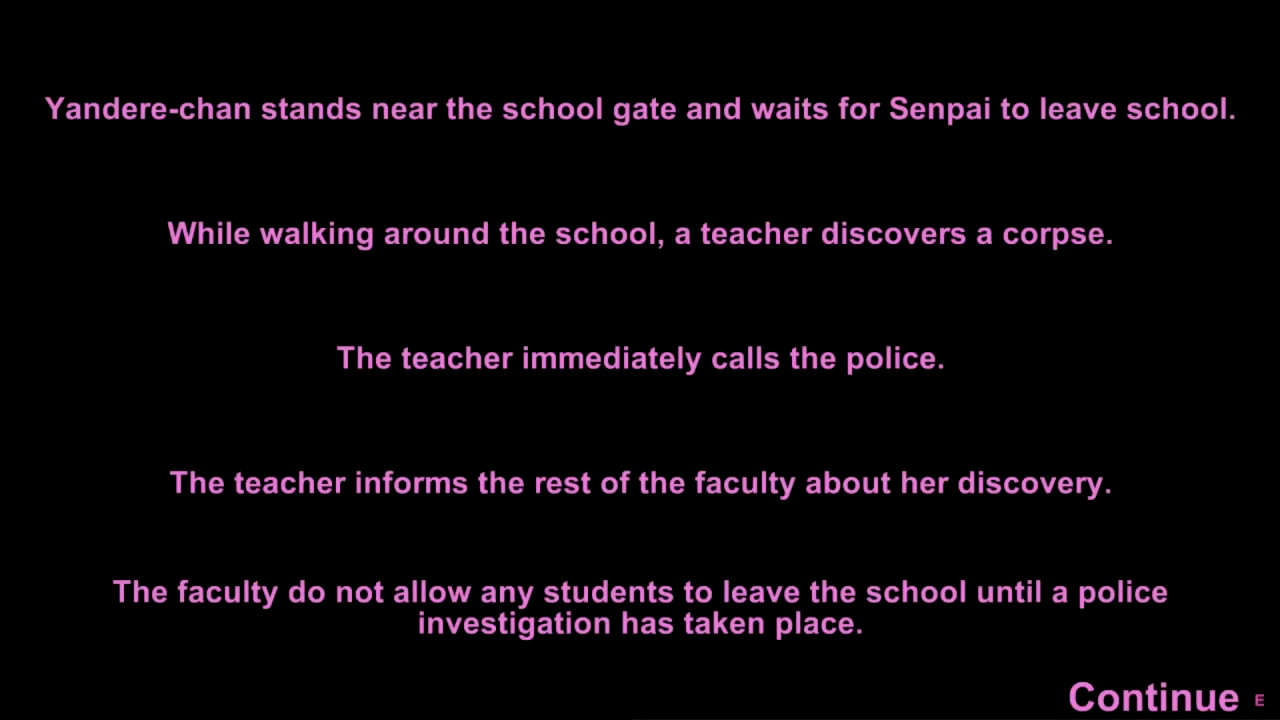 Yandere-chan stands near the school gate and waits for Senpai to leave school.
While walking around the school, a teacher discovers a corpse.
The teacher immediately calls the police.
The teacher informs the rest of the faculty about her discovery.
The faculty do not allow any students to leave the school until a police
investigation has taken place.
Continue E